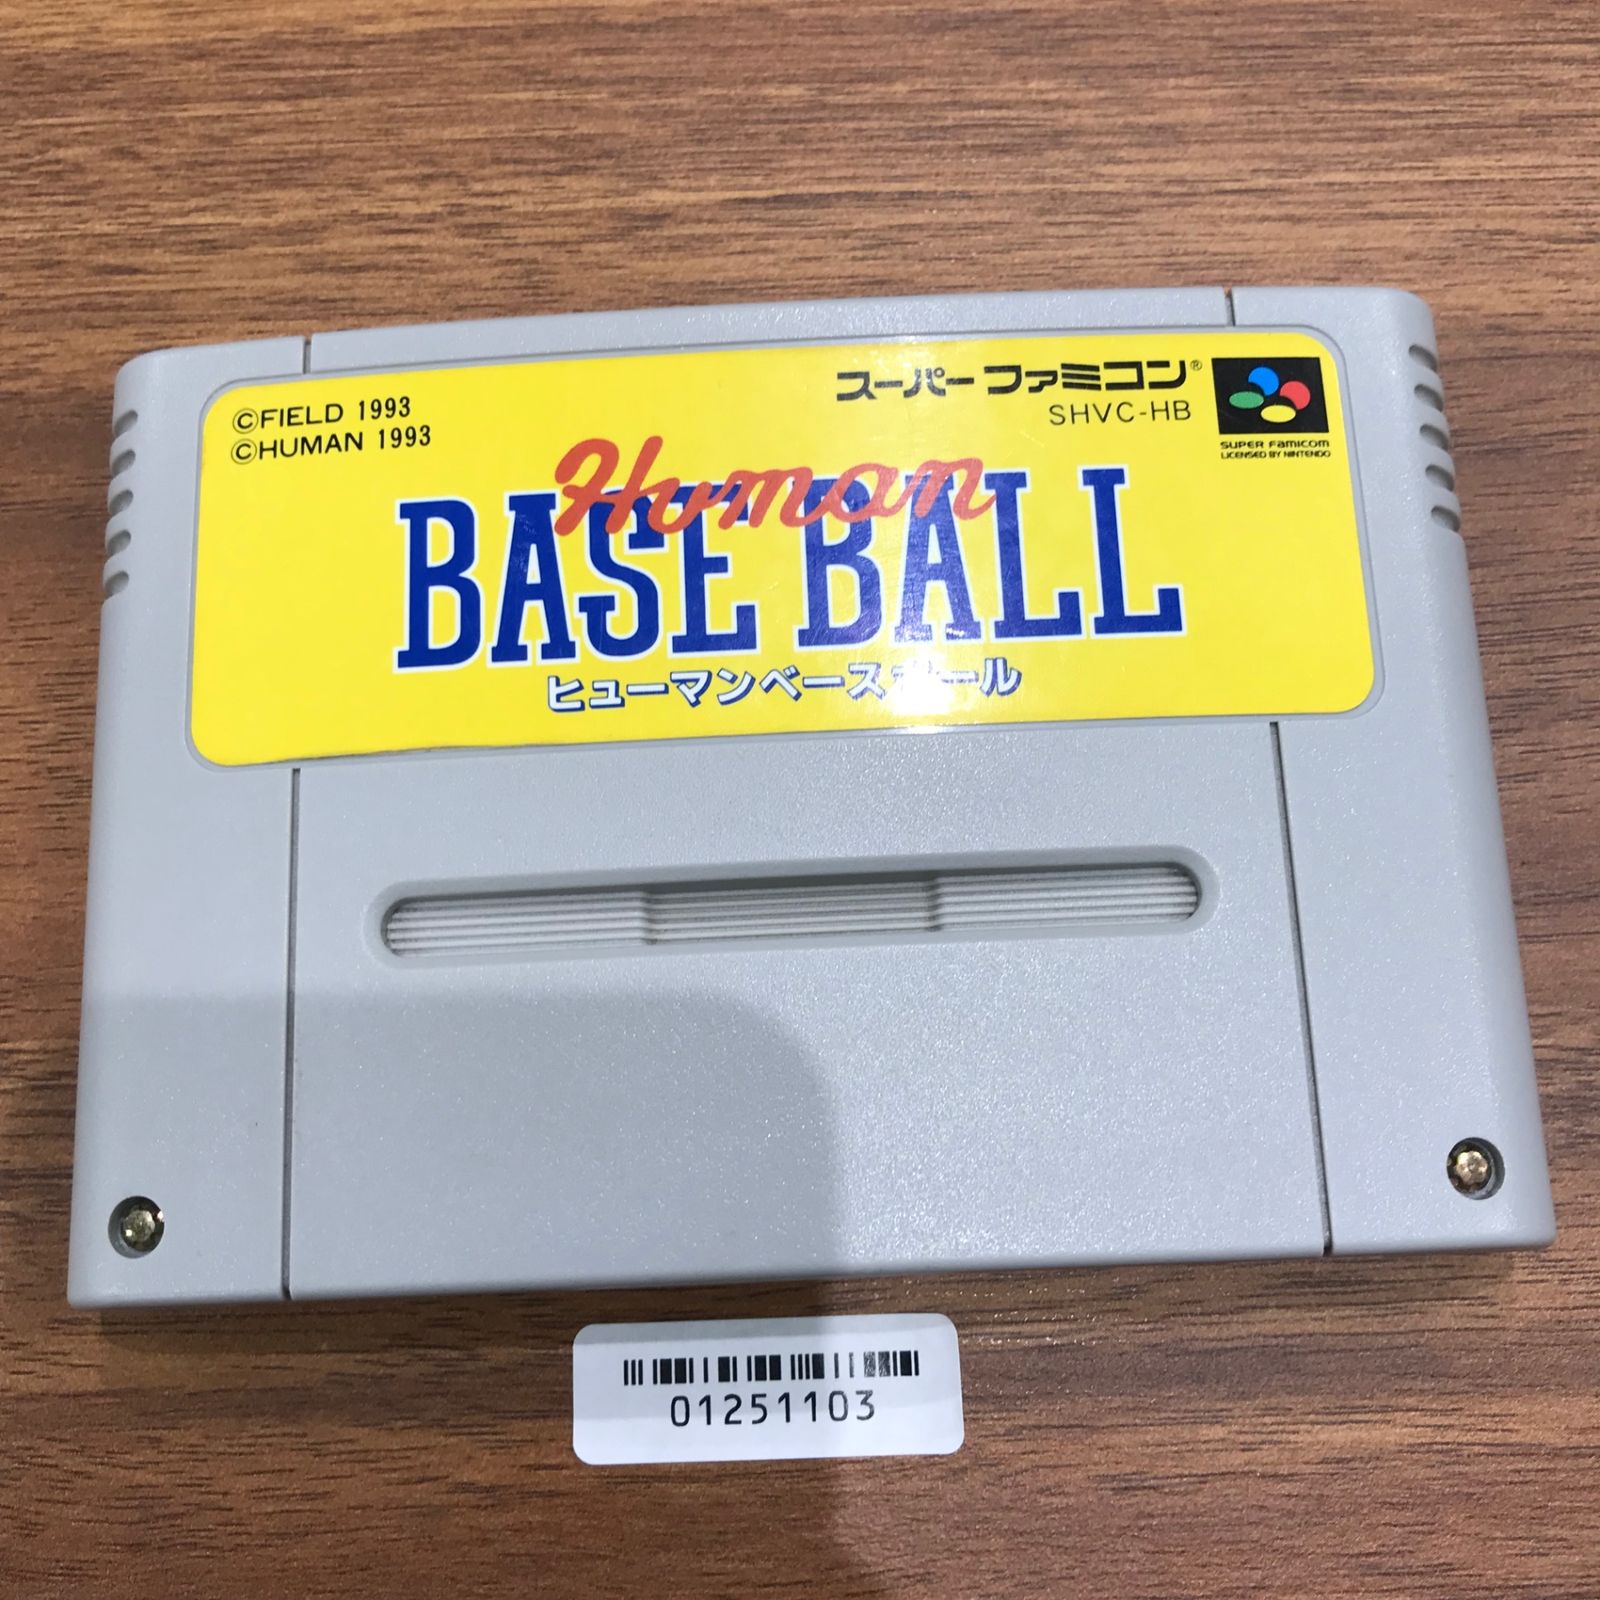 ©FIELD 1993
©HUMAN 1993
スーパーファミコン®
SHVC-HB
SUPER FAMICOM
LICENSED BY NINTENDO
Human
BASE BALL
ヒューマンベースボール
01251103